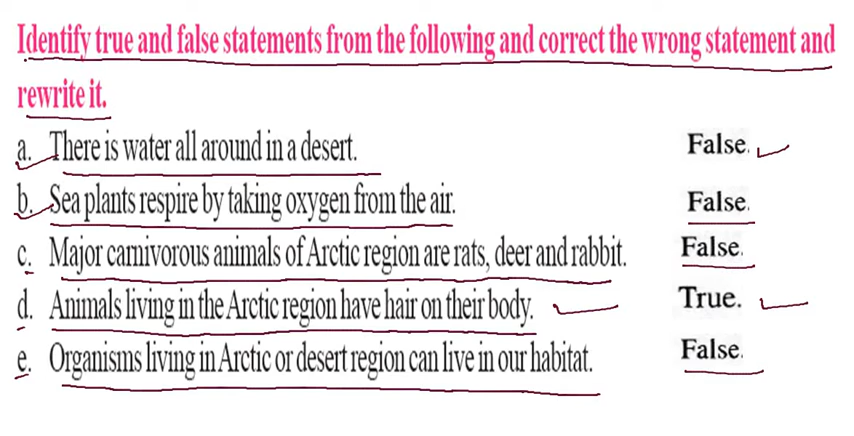 Identify true and false statements from the following and correct the wrong statement and
rewrite it.
a. There is water all around in a desert. False.
b. Sea plants respire by taking oxygen from the air. False.
c. Major carnivorous animals of Arctic region are rats, deer and rabbit. False.
d. Animals living in the Arctic region have hair on their body. True.
e. Organisms living in Arctic or desert region can live in our habitat. False.